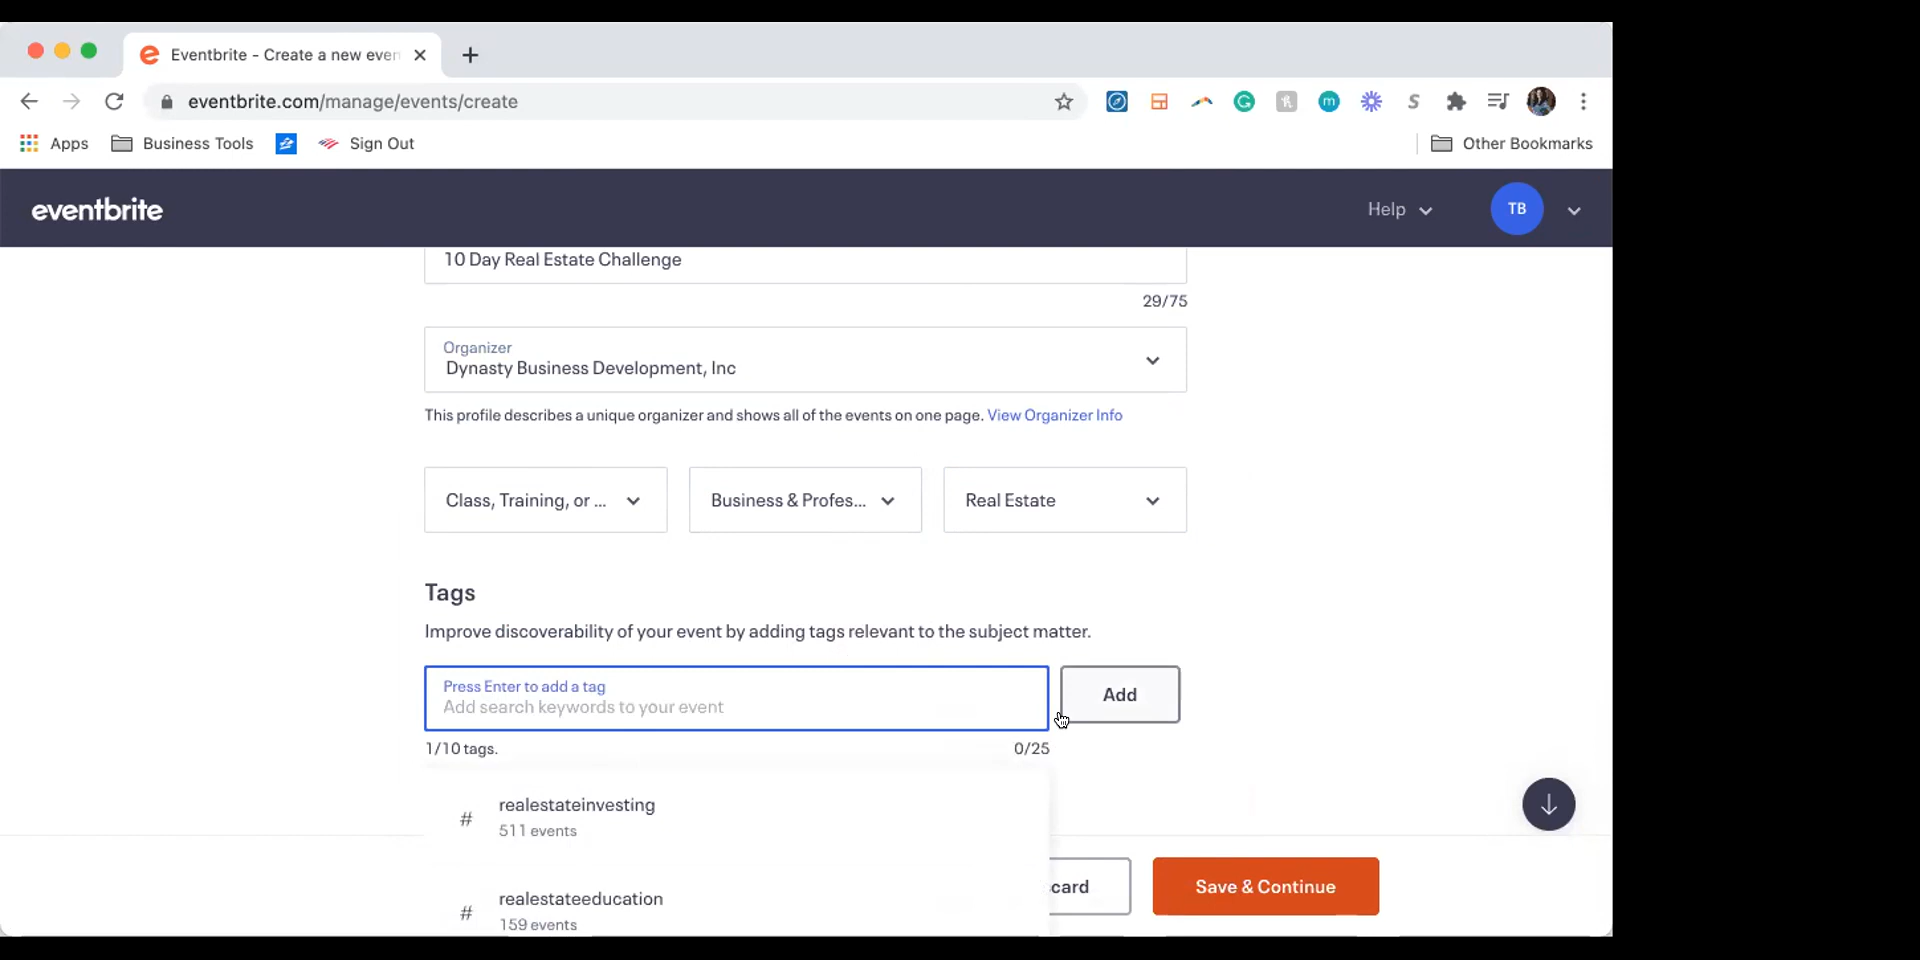 Eventbrite - Create a new even
eventbrite.com/manage/events/create
Apps
Business Tools
Sign Out
Other Bookmarks
eventbrite
Help
TB
10 Day Real Estate Challenge
29/75
Organizer
Dynasty Business Development, Inc
This profile describes a unique organizer and shows all of the events on one page. View Organizer Info
Class, Training, or ...
Business & Profes...
Real Estate
Tags
Improve discoverability of your event by adding tags relevant to the subject matter.
Press Enter to add a tag
Add search keywords to your event
Add
1/10 tags.
0/25
# realestateinvesting
511 events
card
Save & Continue
# realestateeducation
159 events